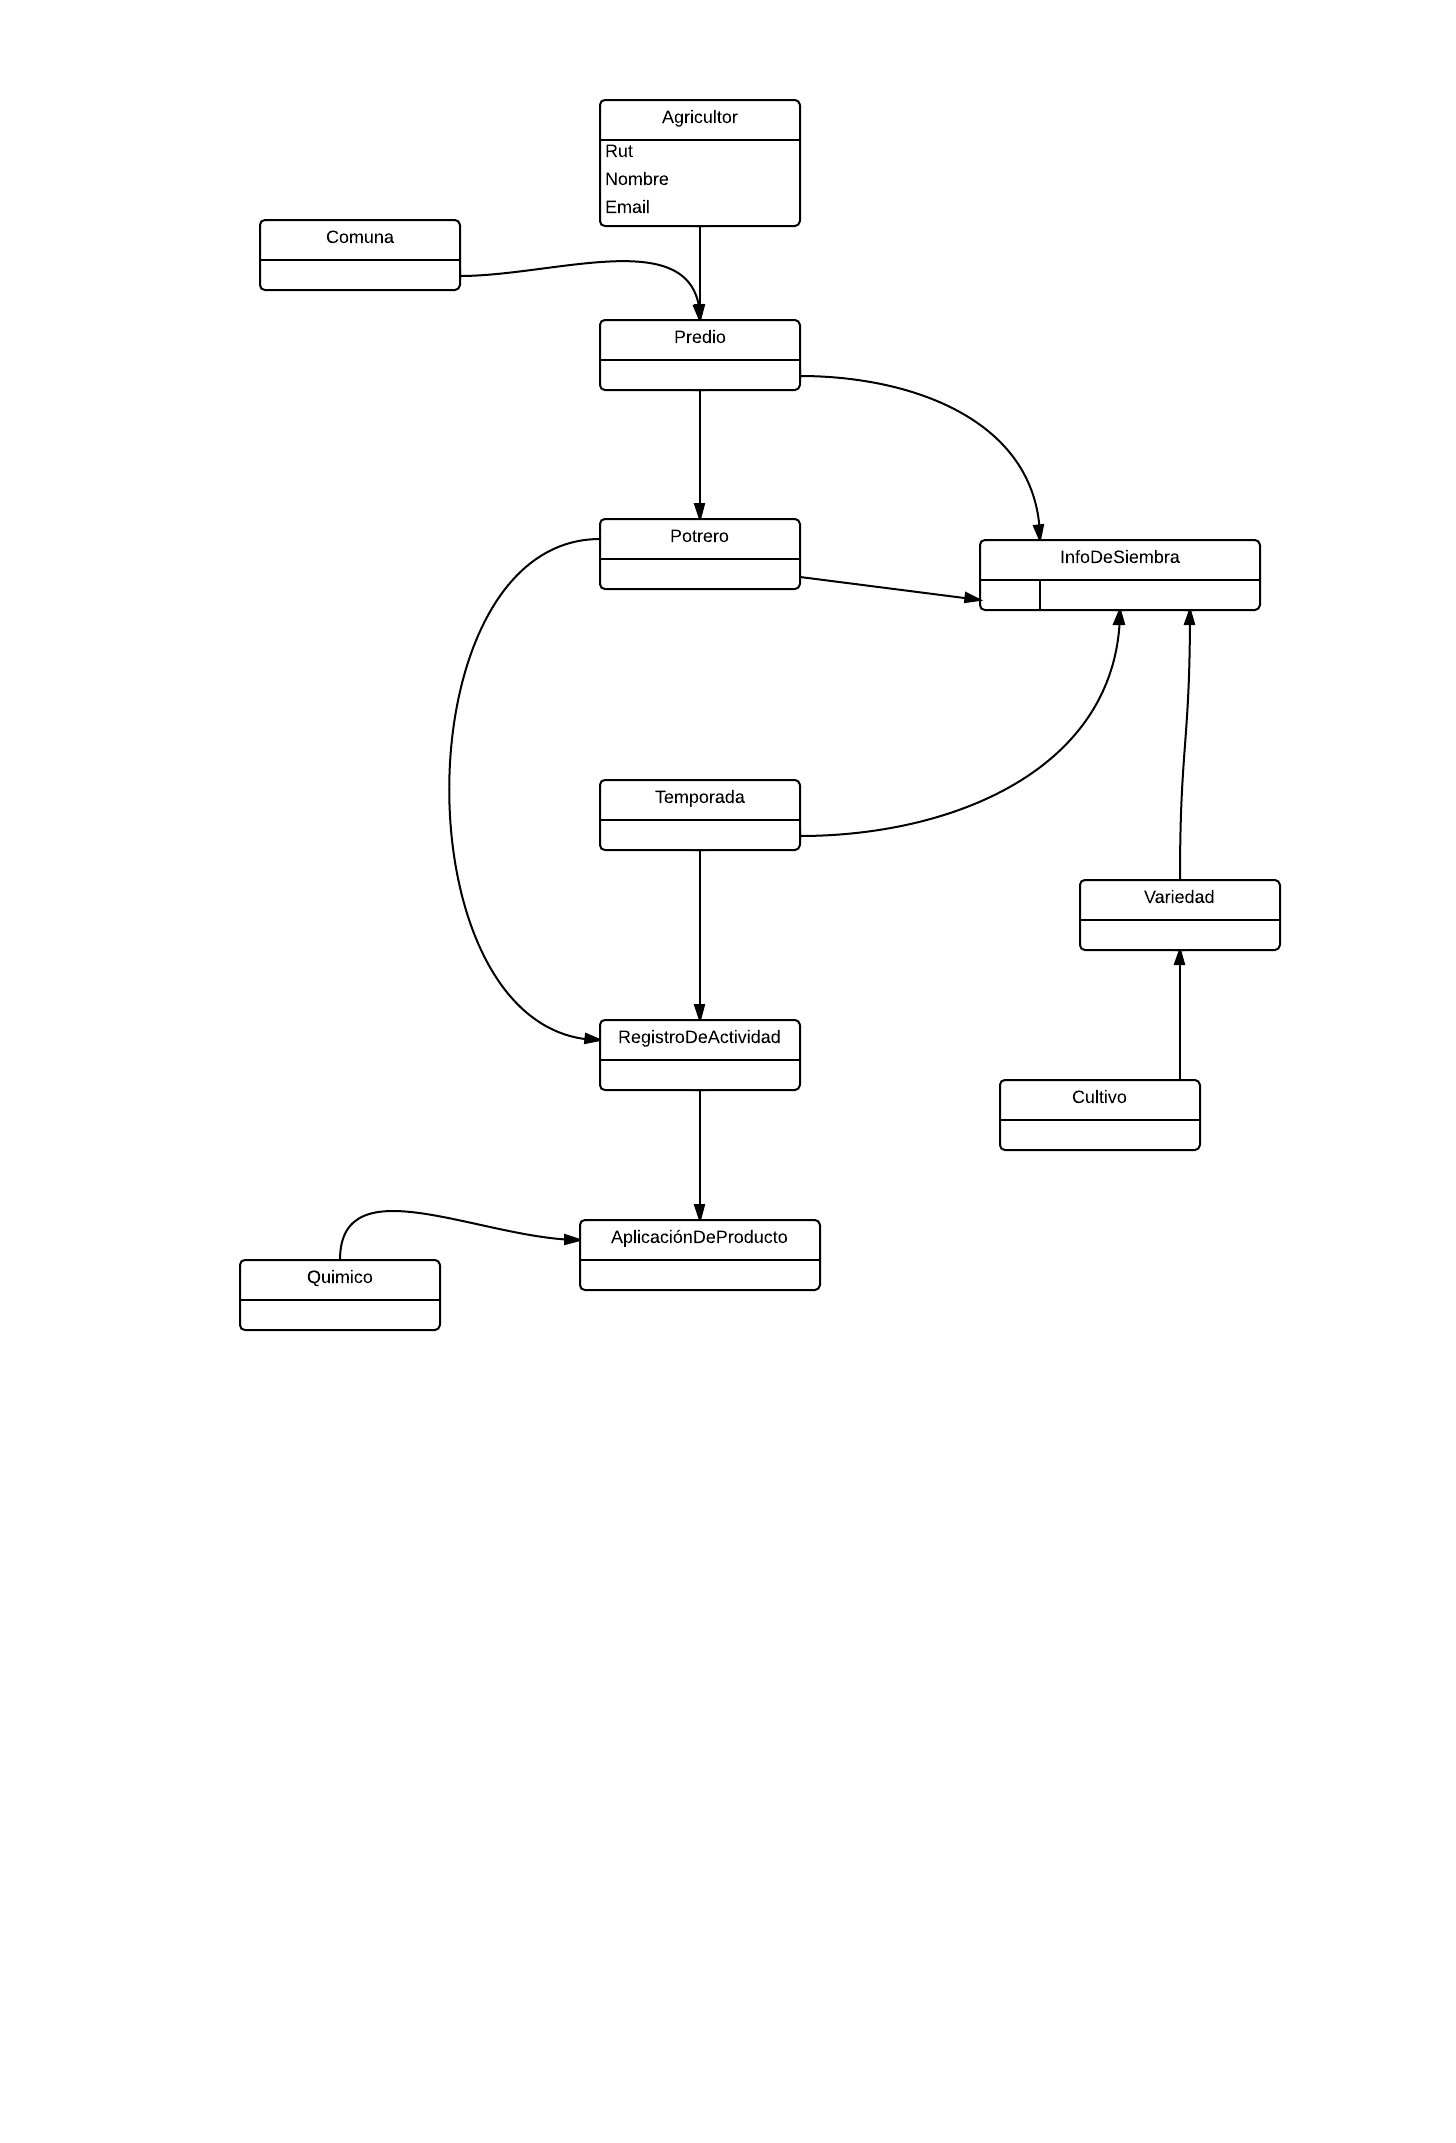 Agricultor
Rut
Nombre
Email
Comuna
Predio
Potrero
InfoDeSiembra
Temporada
Variedad
RegistroDeActividad
Cultivo
AplicaciónDeProducto
Quimico